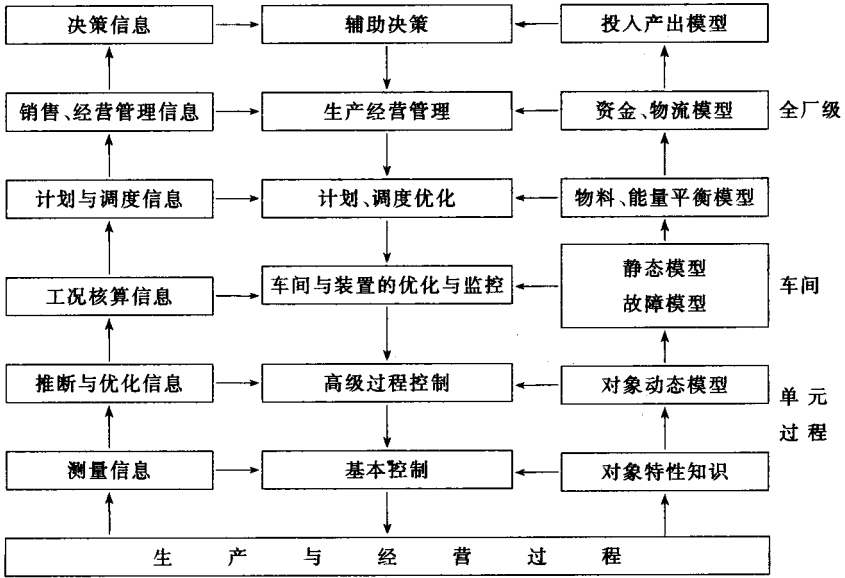 决策信息 辅助决策 投入产出模型
销售、经营管理信息 生产经营管理 资金、物流模型 全厂级
计划与调度信息 计划、调度优化 物料、能量平衡模型
工况核算信息 车间与装置的优化与监控 静态模型 故障模型 车间
推断与优化信息 高级过程控制 对象动态模型 单元过程
测量信息 基本控制 对象特性知识
生产与经营过程